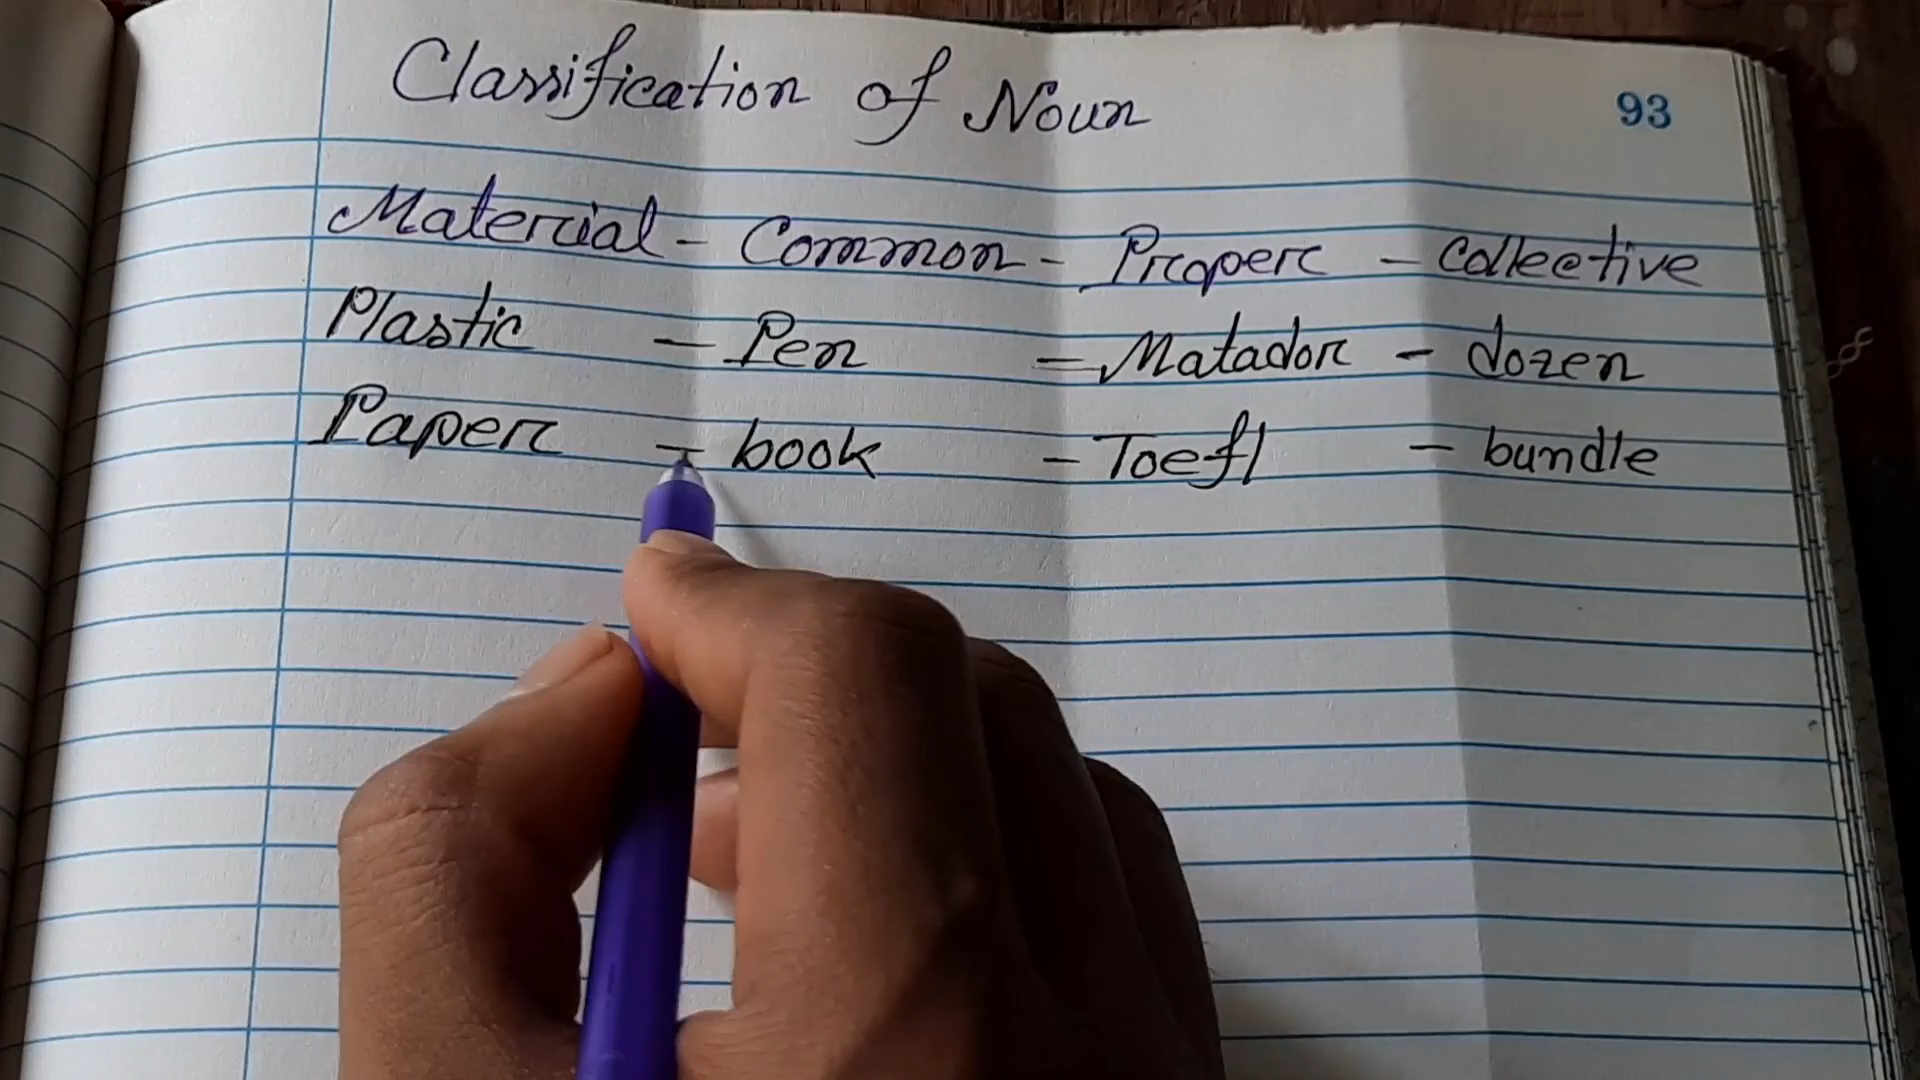 Classification of Noun
93
Material - Common - Proper - Collective
Plastic - Pen = Matador - dozen
Paper - book - Toefl - bundle